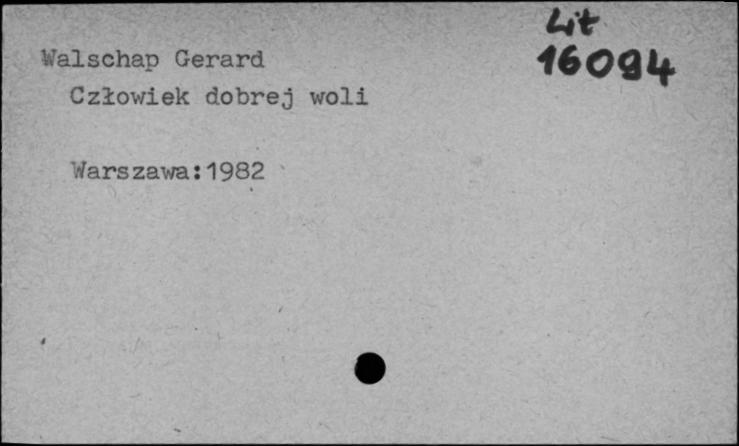 Lit
16094
Walschap Gerard
Człowiek dobrej woli
Warszawa:1982